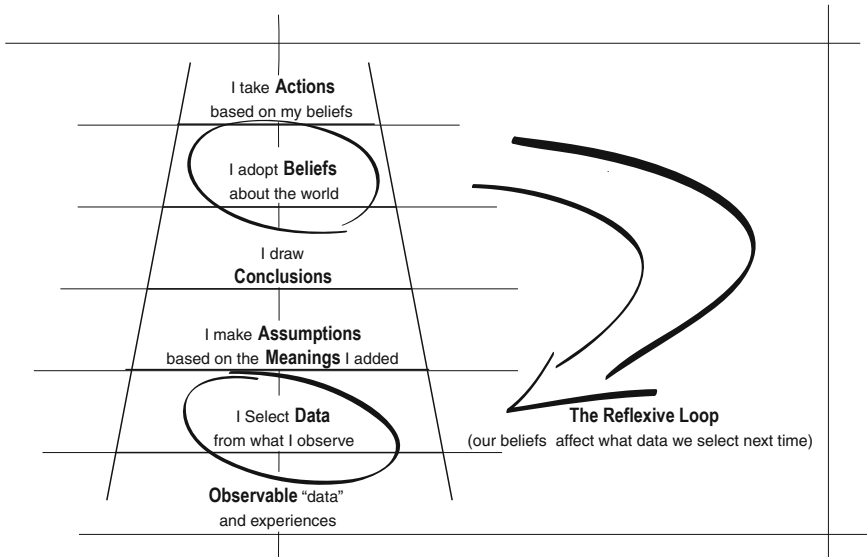 I take Actions
based on my beliefs
I adopt Beliefs
about the world
I draw
Conclusions
I make Assumptions
based on the Meanings I added
I Select Data
from what I observe
The Reflexive Loop
(our beliefs affect what data we select next time)
Observable “data”
and experiences